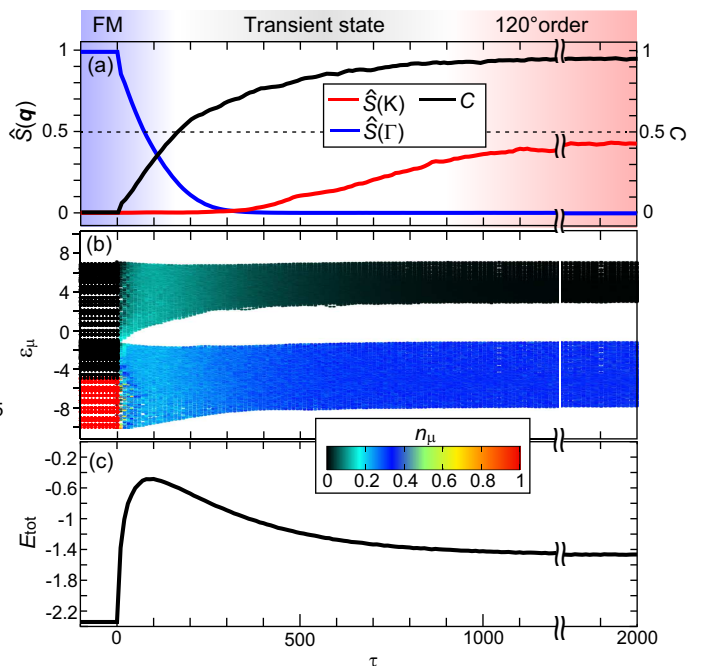 FM Transient state 120°order
(a)
1
0.5
0
Ŝ(q)
Ŝ(K)
Ŝ(Γ)
C
1
0.5
0
C
(b)
8
4
0
-4
-8
εμ
nμ
0 0.2 0.4 0.6 0.8 1
(c)
-0.2
-0.6
-1
-1.4
-1.8
-2.2
Etot
0 500 1000 2000
τ